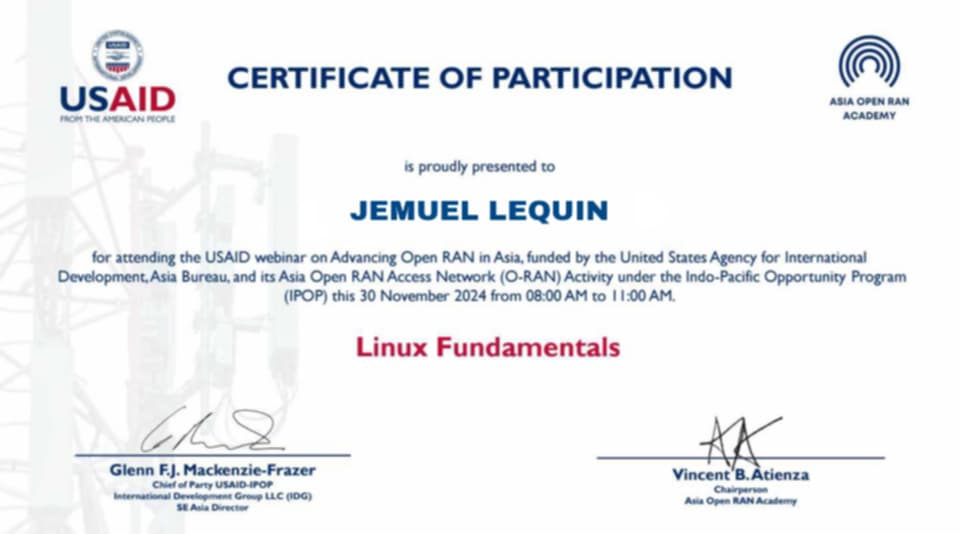 USAID
USAID
FROM THE AMERICAN PEOPLE
CERTIFICATE OF PARTICIPATION
ASIA OPEN RAN
ACADEMY
is proudly presented to
JEMUEL LEQUIN
for attending the USAID webinar on Advancing Open RAN in Asia, funded by the United States Agency for International
Development, Asia Bureau, and its Asia Open RAN Access Network (O-RAN) Activity under the Indo-Pacific Opportunity Program
(IPOP) this 30 November 2024 from 08:00 AM to 11:00 AM.
Linux Fundamentals
Glenn F.J. Mackenzie-Frazer
Chief of Party USAID-IPOP
International Development Group LLC (IDG)
SE Asia Director
Vincent B. Atienza
Chairperson
Asia Open RAN Academy